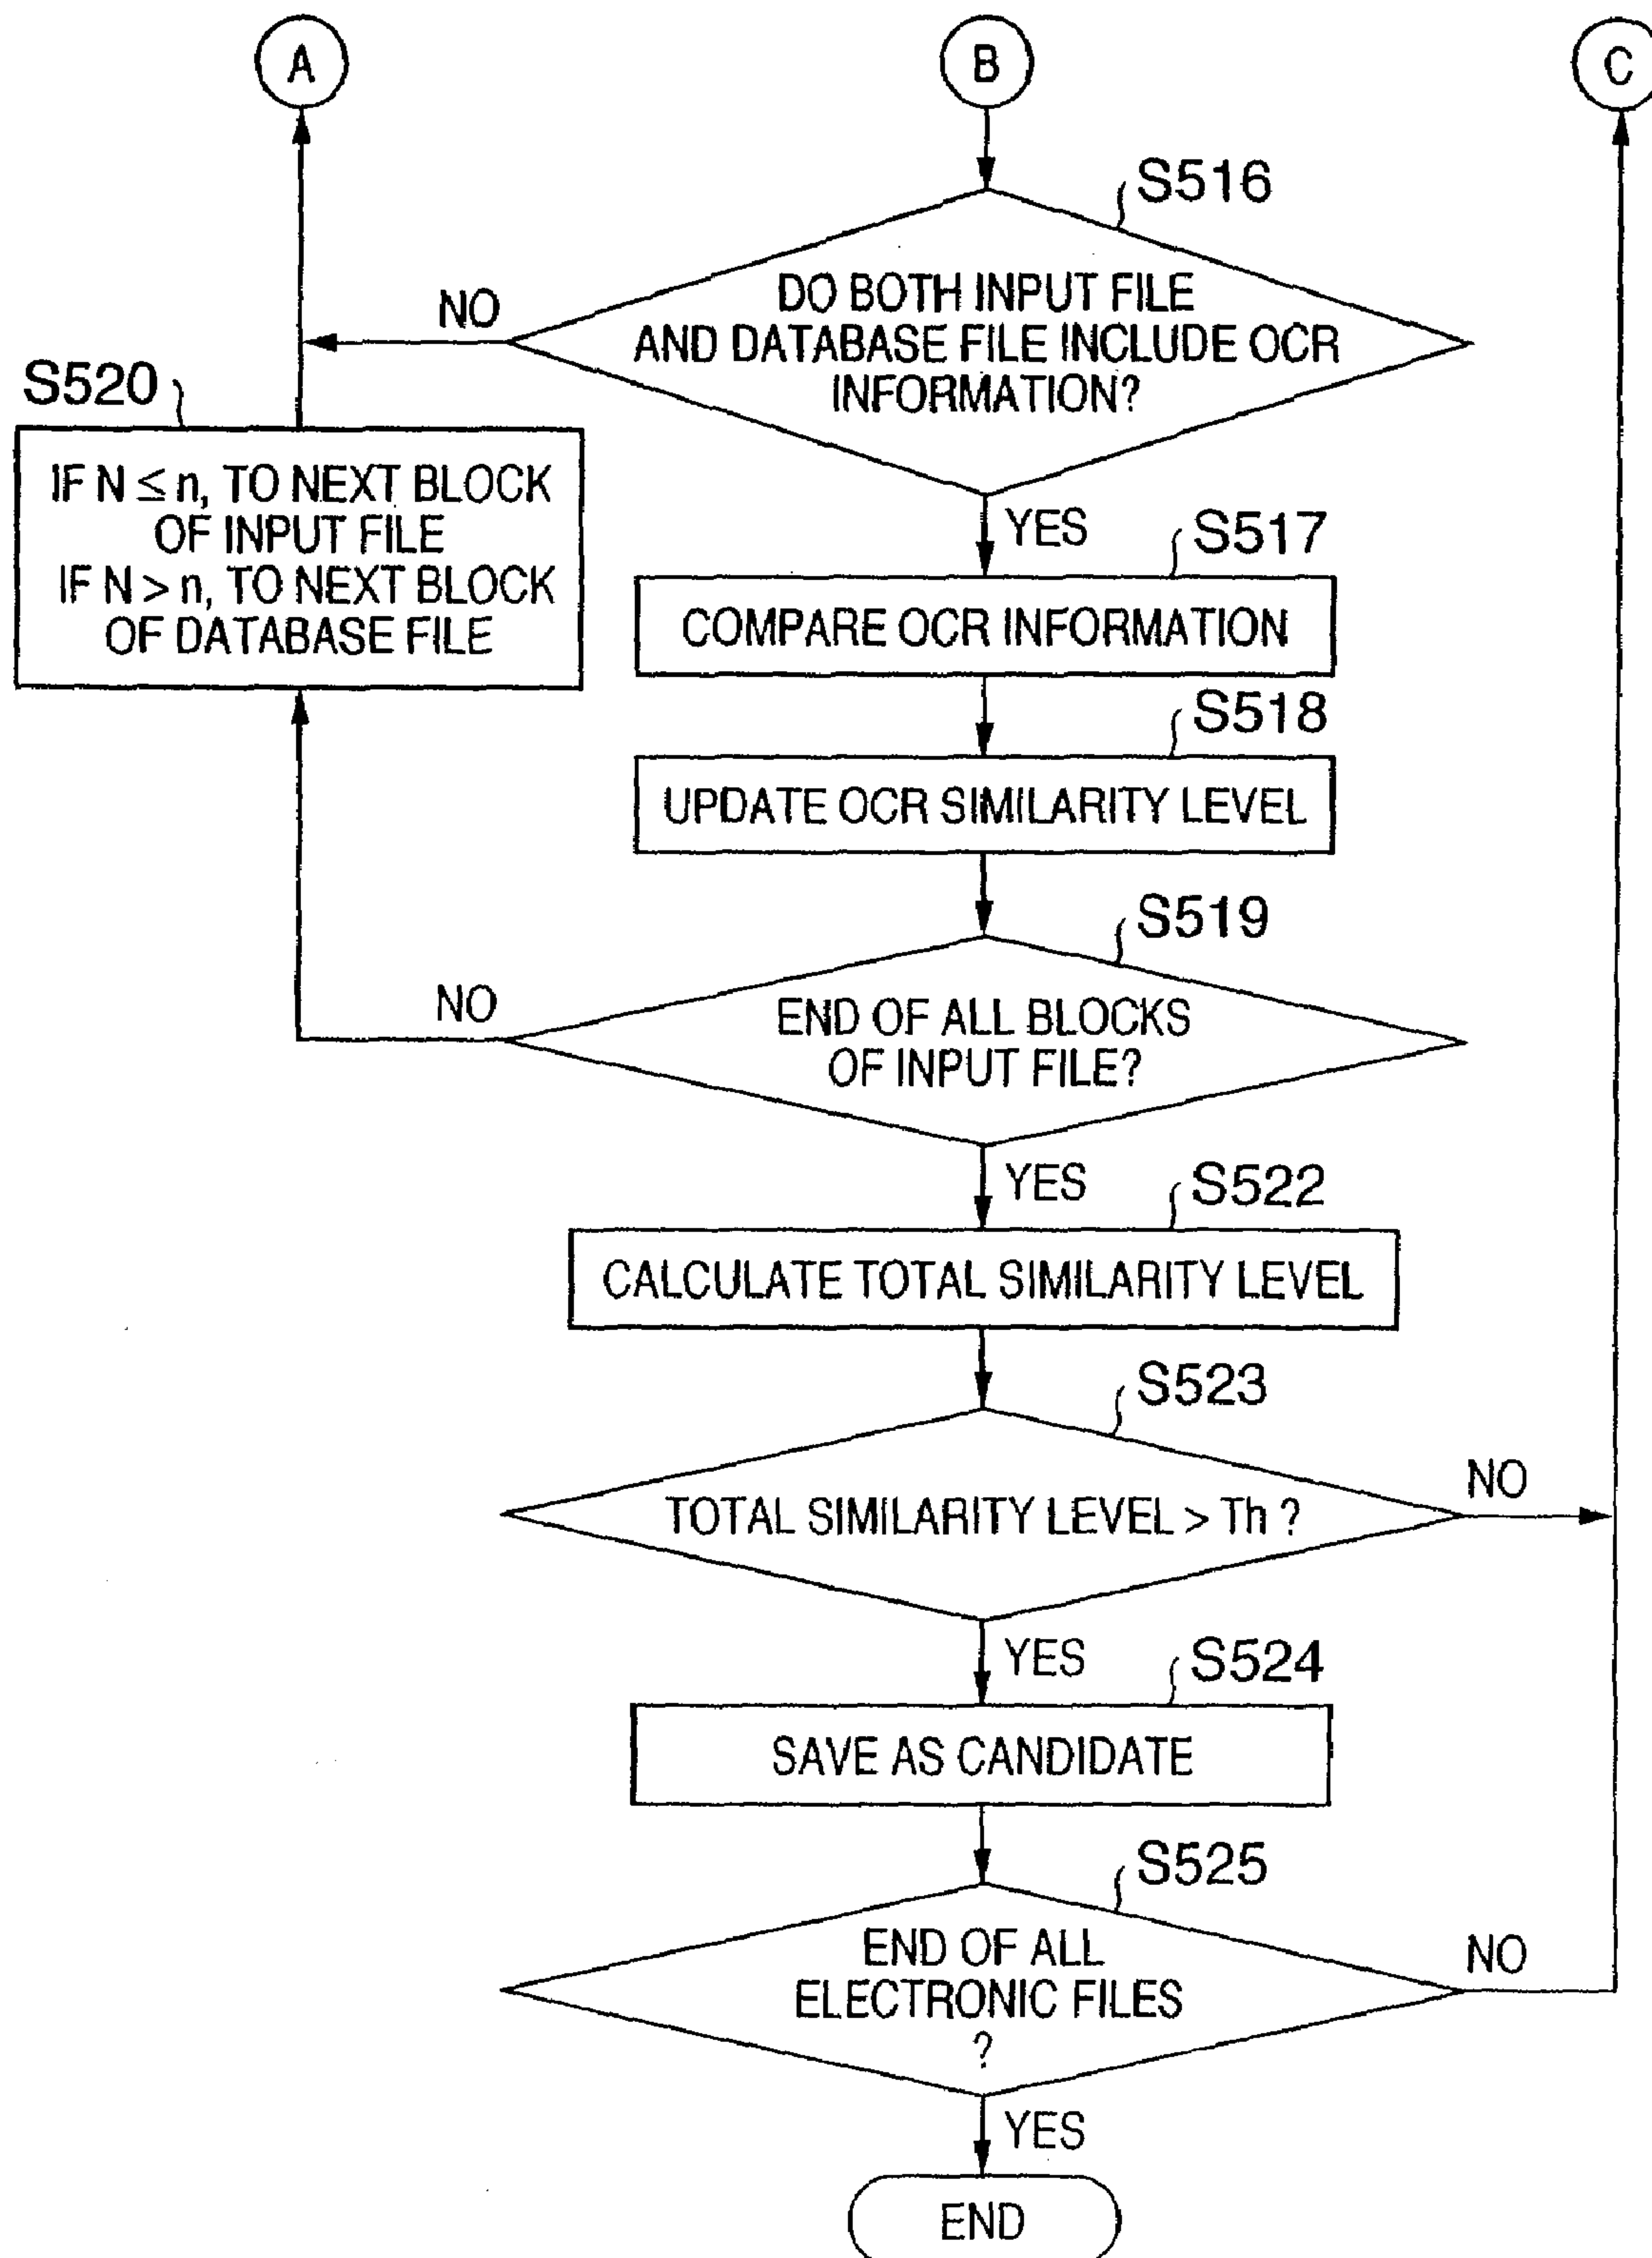 A
B
C
S516
DO BOTH INPUT FILE
AND DATABASE FILE INCLUDE OCR
INFORMATION?
NO
S520
IF N ≤ n, TO NEXT BLOCK
OF INPUT FILE
IF N > n, TO NEXT BLOCK
OF DATABASE FILE
YES
S517
COMPARE OCR INFORMATION
S518
UPDATE OCR SIMILARITY LEVEL
S519
NO
END OF ALL BLOCKS
OF INPUT FILE?
YES
S522
CALCULATE TOTAL SIMILARITY LEVEL
S523
TOTAL SIMILARITY LEVEL > Th ?
NO
YES
S524
SAVE AS CANDIDATE
S525
END OF ALL
ELECTRONIC FILES
?
NO
YES
END